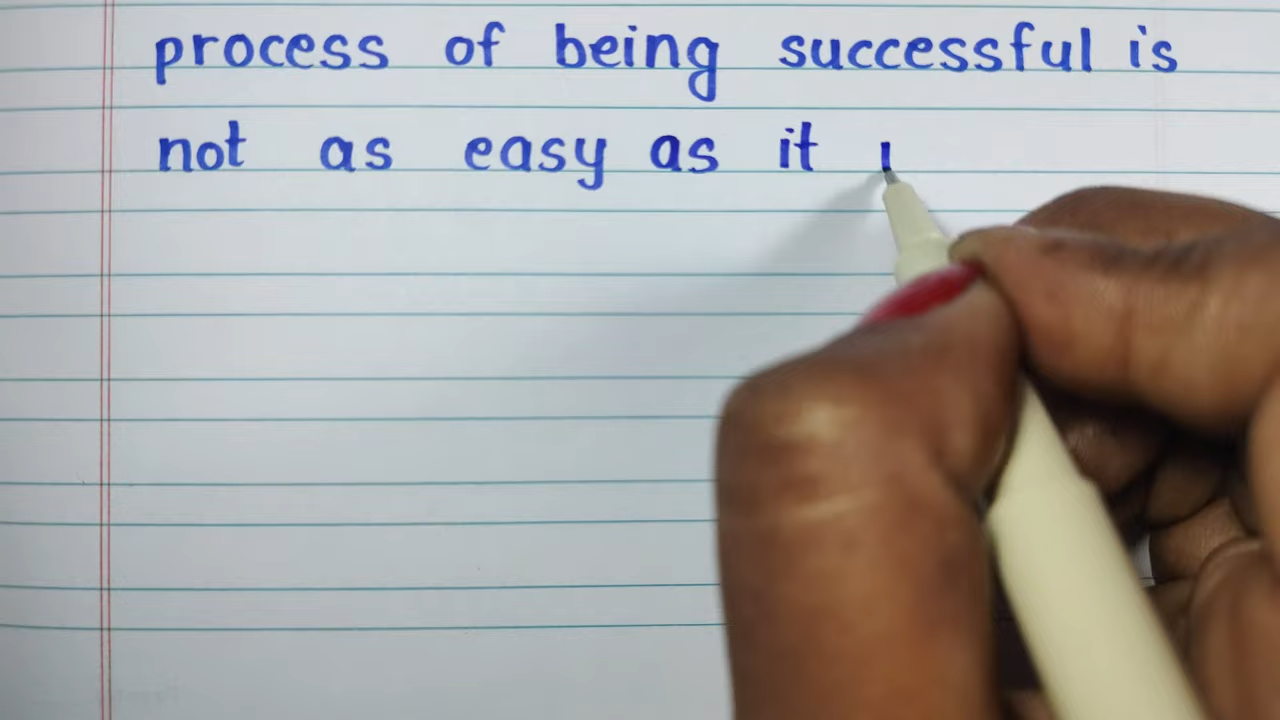 process of being successful is
not as easy as it